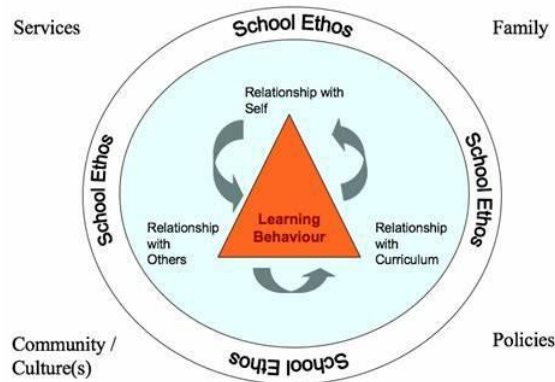 Services
Family
School Ethos
Relationship with
Self
School Ethos
School Ethos
Learning
Behaviour
Relationship
with
Others
Relationship
with
Curriculum
Community /
Culture(s)
Policies
School Ethos